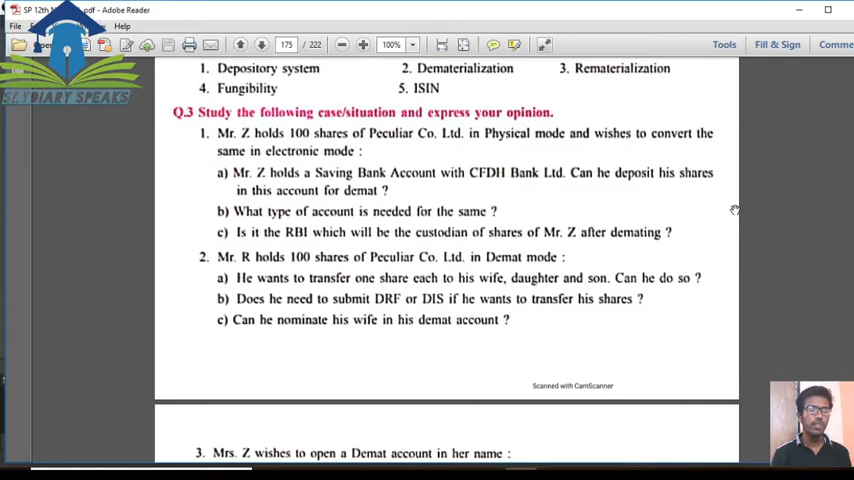 SP 12th
.pdf - Adobe Reader
File
Help
175 / 222
100%
Tools
Fill & Sign
Comme
SKYDIARY SPEAKS
1. Depository system 2. Dematerialization 3. Rematerialization
4. Fungibility 5. ISIN
Q.3 Study the following case/situation and express your opinion.
1. Mr. Z holds 100 shares of Peculiar Co. Ltd. in Physical mode and wishes to convert the
same in electronic mode :
a) Mr. Z holds a Saving Bank Account with CFDH Bank Ltd. Can he deposit his shares
in this account for demat ?
b) What type of account is needed for the same ?
c) Is it the RBI which will be the custodian of shares of Mr. Z after demating ?
2. Mr. R holds 100 shares of Peculiar Co. Ltd. in Demat mode :
a) He wants to transfer one share each to his wife, daughter and son. Can he do so ?
b) Does he need to submit DRF or DIS if he wants to transfer his shares ?
c) Can he nominate his wife in his demat account ?
Scanned with CamScanner
3. Mrs. Z wishes to open a Demat account in her name :